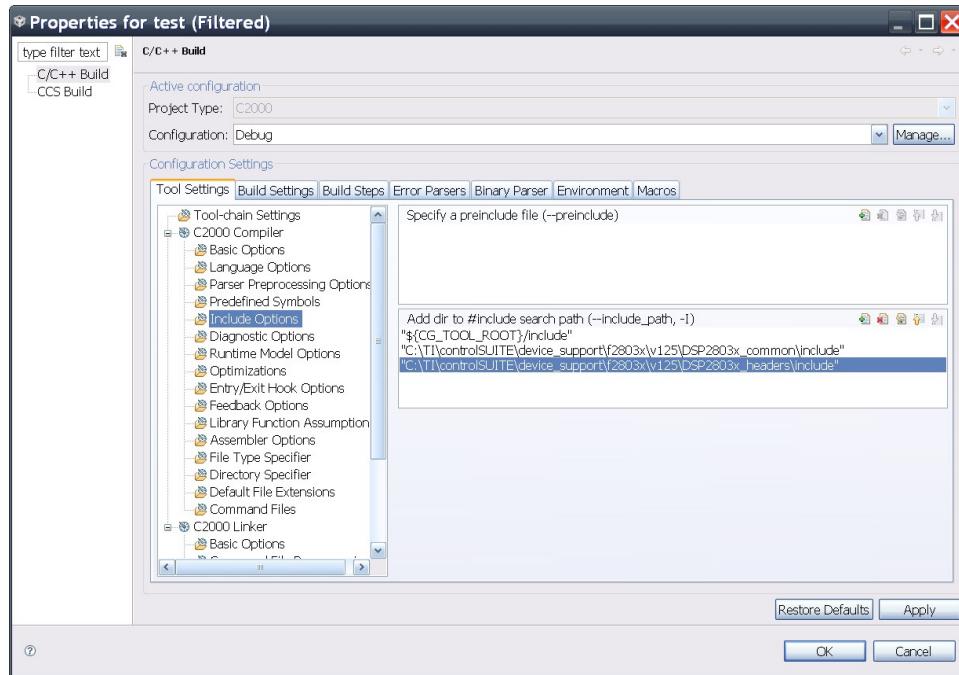 Properties for test (Filtered)
type filter text
C/C++ Build
C/C++ Build
CCS Build
Active configuration
Project Type: C2000
Configuration: Debug
Manage...
Configuration Settings
Tool Settings Build Settings Build Steps Error Parsers Binary Parser Environment Macros
Tool-chain Settings
C2000 Compiler
Basic Options
Language Options
Parser Preprocessing Options
Predefined Symbols
Include Options
Diagnostic Options
Runtime Model Options
Optimizations
Entry/Exit Hook Options
Feedback Options
Library Function Assumption
Assembler Options
File Type Specifier
Directory Specifier
Default File Extensions
Command Files
C2000 Linker
Basic Options
Specify a preinclude file (--preinclude)
Add dir to #include search path (--include_path, -I)
"${CG_TOOL_ROOT}/include"
"C:\TI\controlSUITE\device_support\f2803x\v125\DSP2803x_common\include"
"C:\TI\controlSUITE\device_support\f2803x\v125\DSP2803x_headers\include"
Restore Defaults Apply
OK Cancel